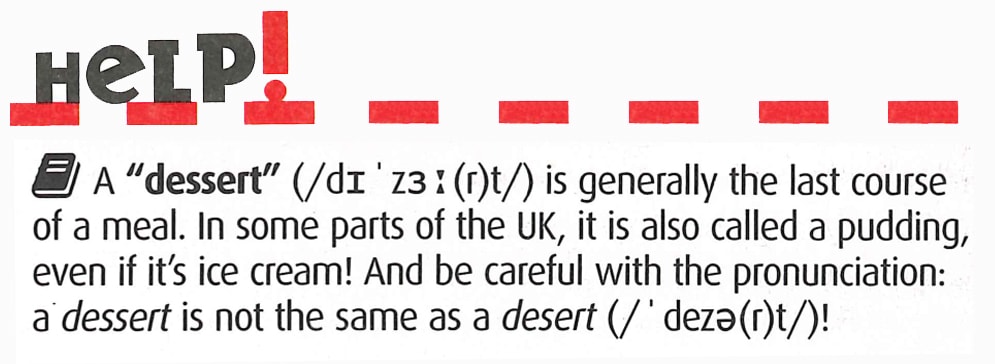 HeLP!
A “dessert” (/dɪ ˈzɜː(r)t/) is generally the last course
of a meal. In some parts of the UK, it is also called a pudding,
even if it’s ice cream! And be careful with the pronunciation:
a dessert is not the same as a desert (/ˈdezə(r)t/)!